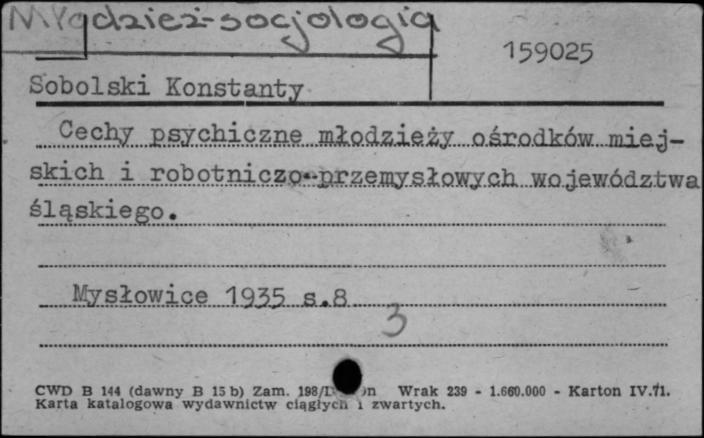 Młodzież-socjologia
159025
Sobolski Konstanty
Cechy psychiczne młodzieży ośrodków miej-
skich i robotniczo-przemysłowych województwa
śląskiego.
Mysłowice 1935 s.8
3
CWD B 144 (dawny B 15 b) Zam. Wrak 239 - 1.660.000 - Karton IV.71.
Karta katalogowa wydawnictw ciągłych i zwartych.